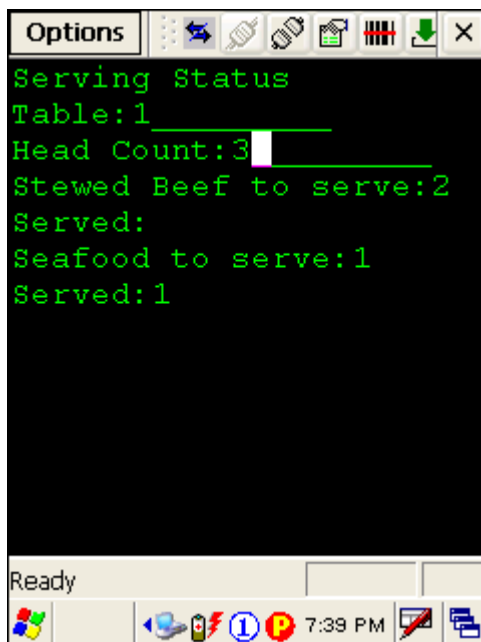 Options
Serving Status
Table:1
Head Count:3
Stewed Beef to serve:2
Served:
Seafood to serve:1
Served:1
Ready
1 P 7:39 PM